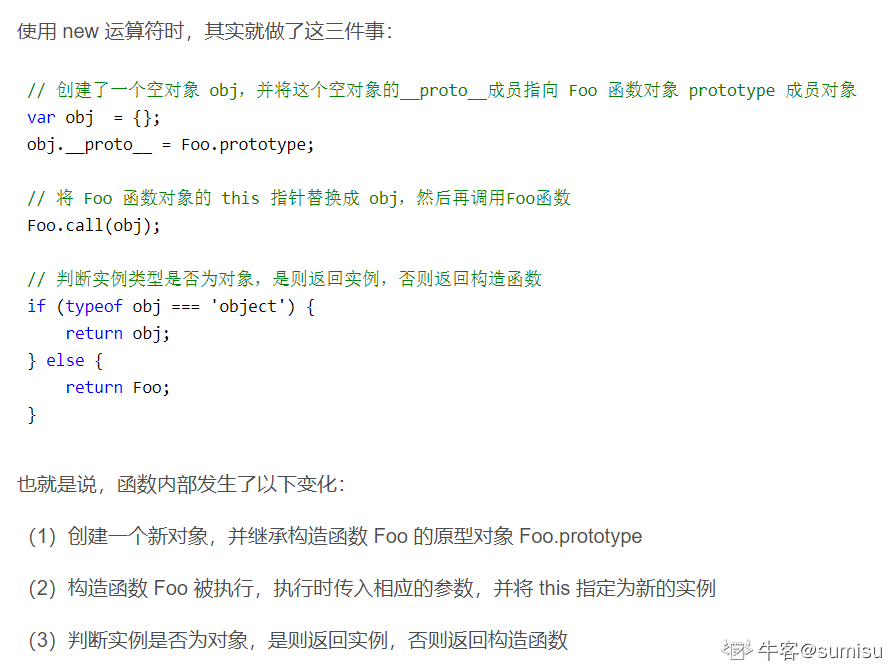 使用 new 运算符时，其实就做了这三件事：
// 创建了一个空对象 obj，并将这个空对象的__proto__成员指向 Foo 函数对象 prototype 成员对象
var obj  = {};
obj.__proto__ = Foo.prototype;
// 将 Foo 函数对象的 this 指针替换成 obj，然后再调用Foo函数
Foo.call(obj);
// 判断实例类型是否为对象，是则返回实例，否则返回构造函数
if (typeof obj === 'object') {
    return obj;
} else {
    return Foo;
}
也就是说，函数内部发生了以下变化：
（1）创建一个新对象，并继承构造函数 Foo 的原型对象 Foo.prototype
（2）构造函数 Foo 被执行，执行时传入相应的参数，并将 this 指定为新的实例
（3）判断实例是否为对象，是则返回实例，否则返回构造函数
牛客@sumisu